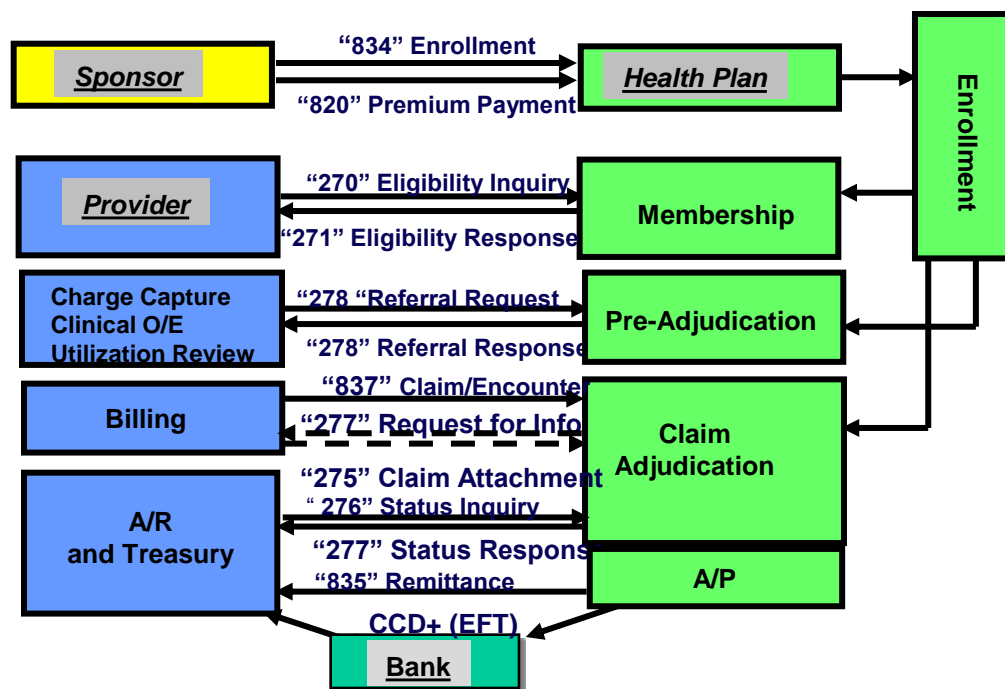 “834” Enrollment
Sponsor
Health Plan
“820” Premium Payment
Enrollment
“270” Eligibility Inquiry
Provider
Membership
“271” Eligibility Response
Charge Capture
Clinical O/E
Utilization Review
“278 “Referral Request
Pre-Adjudication
“278” Referral Response
“837” Claim/Encounter
Billing
“277” Request for Info
Claim
Adjudication
“275” Claim Attachment
“ 276” Status Inquiry
A/R
and Treasury
“277” Status Respons
“835” Remittance
A/P
CCD+ (EFT)
Bank